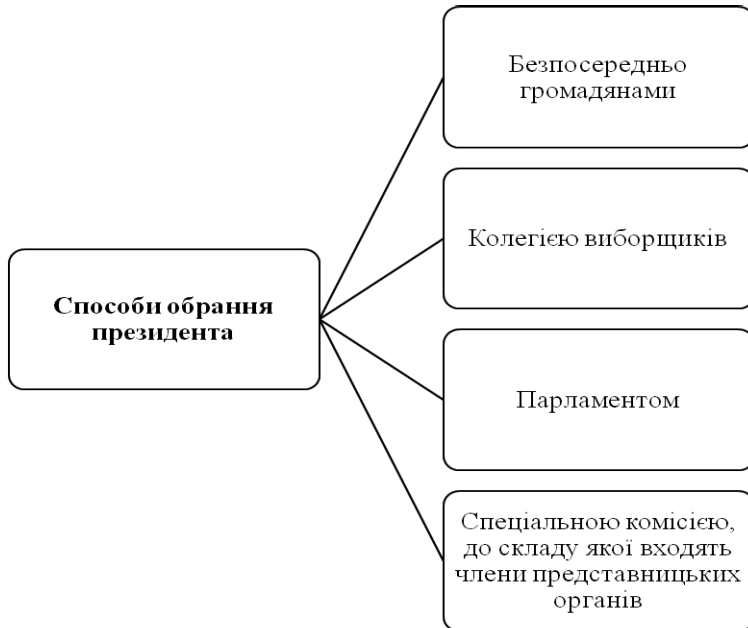 Способи обрання
президента
Безпосередньо
громадянами
Колегією виборщиків
Парламентом
Спеціальною комісією,
до складу якої входять
члени представницьких
органів